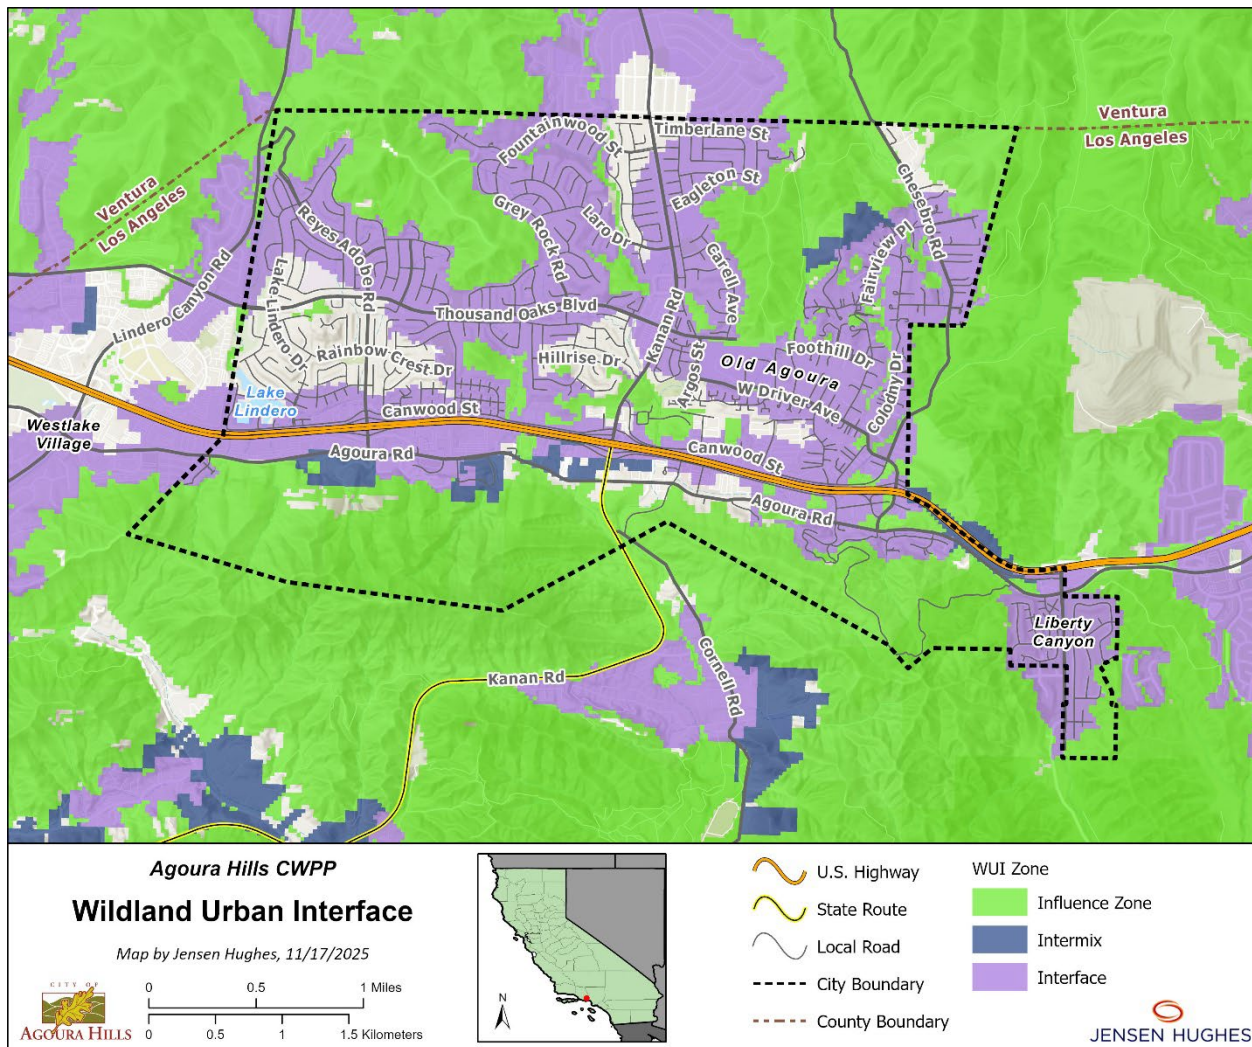 Ventura
Los Angeles
Ventura
Los Angeles
Timberlane St
Fountainwood St
Eagleton St
Chesebro Rd
Grey Rock Rd
Laro Dr
Reyes Adobe Rd
Carell Ave
Fairview Pl
Lindero Canyon Rd
Lake Lindero Dr
Thousand Oaks Blvd
Kanan Rd
Rainbow Crest Dr
Hillrise Dr
Argos St
Old Agoura
Foothill Dr
W Driver Ave
Colodny Dr
Lake
Lindero
Canwood St
Westlake
Village
Agoura Rd
Canwood St
Agoura Rd
Liberty
Canyon
Kanan Rd
Cornell Rd
Agoura Hills CWPP
Wildland Urban Interface
Map by Jensen Hughes, 11/17/2025
CITY OF
AGOURA HILLS
0 0.5 1 Miles
0 0.5 1 1.5 Kilometers
N
U.S. Highway
State Route
Local Road
City Boundary
County Boundary
WUI Zone
Influence Zone
Intermix
Interface
JENSEN HUGHES